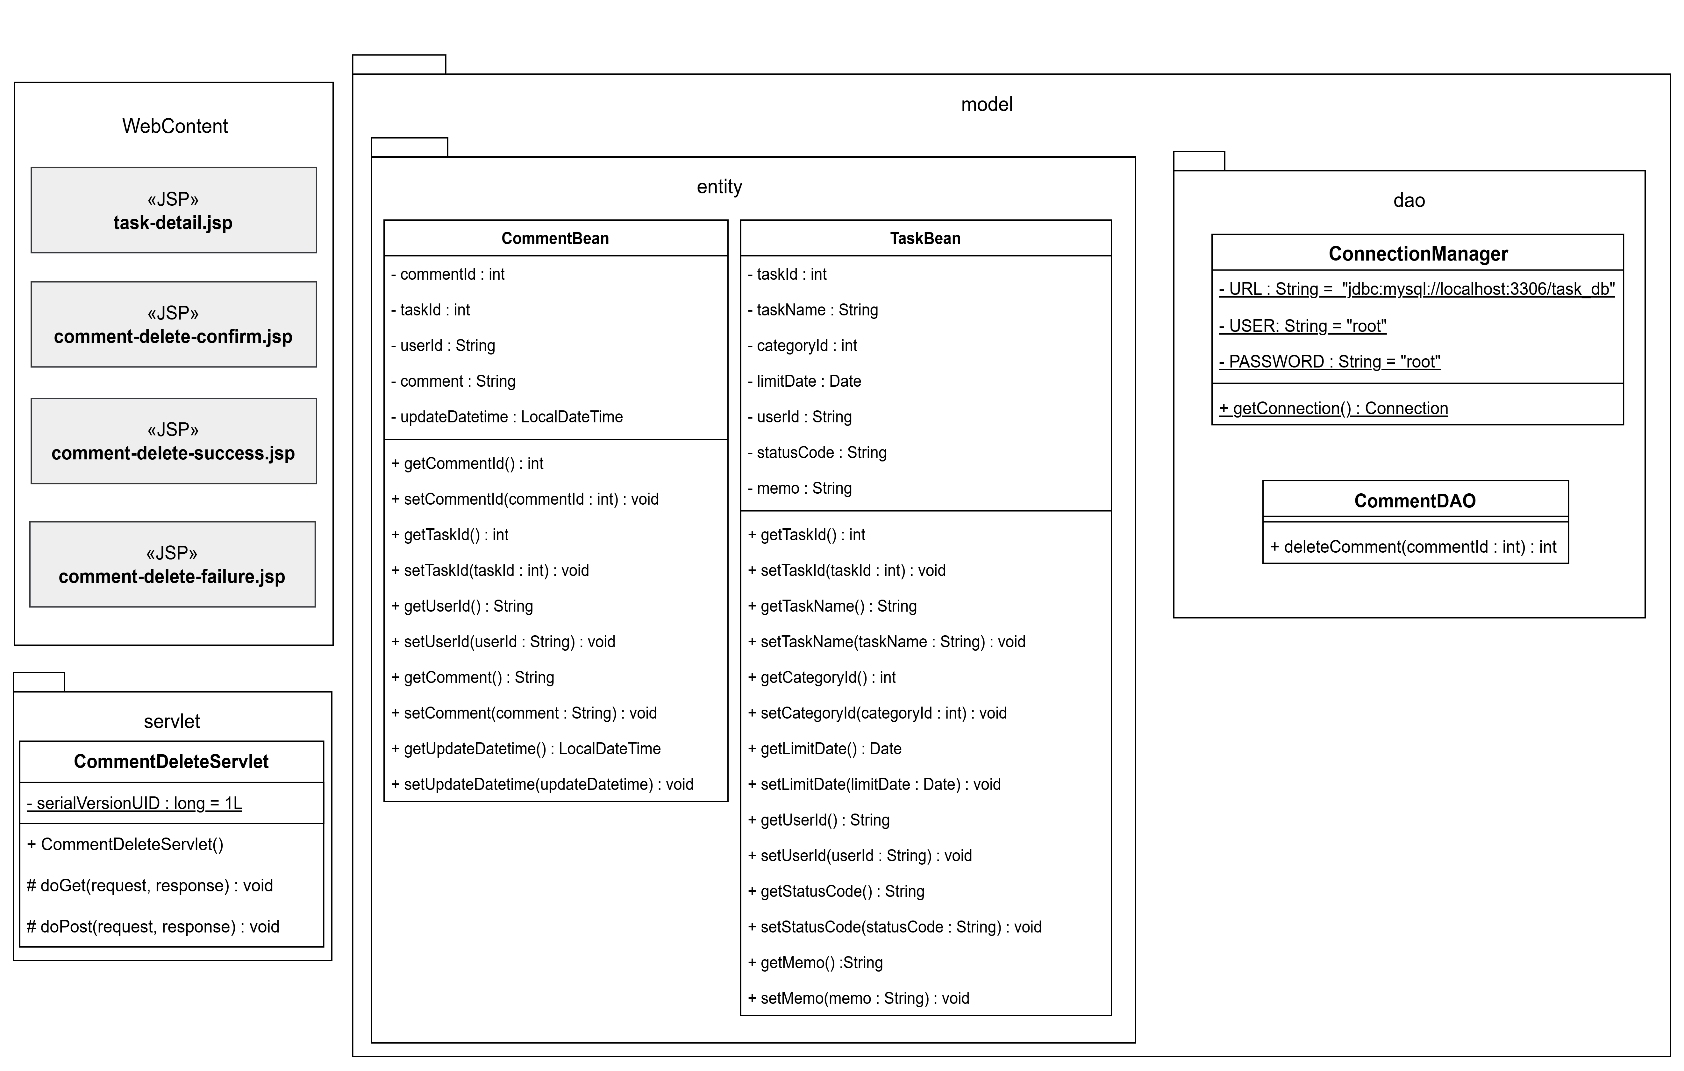 WebContent
«JSP»
task-detail.jsp
«JSP»
comment-delete-confirm.jsp
«JSP»
comment-delete-success.jsp
«JSP»
comment-delete-failure.jsp
servlet
CommentDeleteServlet
- serialVersionUID : long = 1L
+ CommentDeleteServlet()
# doGet(request, response) : void
# doPost(request, response) : void
model
entity
CommentBean
- commentId : int
- taskId : int
- userId : String
- comment : String
- updateDatetime : LocalDateTime
+ getCommentId() : int
+ setCommentId(commentId : int) : void
+ getTaskId() : int
+ setTaskId(taskId : int) : void
+ getUserId() : String
+ setUserId(userId : String) : void
+ getComment() : String
+ setComment(comment : String) : void
+ getUpdateDatetime() : LocalDateTime
+ setUpdateDatetime(updateDatetime) : void
TaskBean
- taskId : int
- taskName : String
- categoryId : int
- limitDate : Date
- userId : String
- statusCode : String
- memo : String
+ getTaskId() : int
+ setTaskId(taskId : int) : void
+ getTaskName() : String
+ setTaskName(taskName : String) : void
+ getCategoryId() : int
+ setCategoryId(categoryId : int) : void
+ getLimitDate() : Date
+ setLimitDate(limitDate : Date) : void
+ getUserId() : String
+ setUserId(userId : String) : void
+ getStatusCode() : String
+ setStatusCode(statusCode : String) : void
+ getMemo() :String
+ setMemo(memo : String) : void
dao
ConnectionManager
- URL : String =  "jdbc:mysql://localhost:3306/task_db"
- USER: String = "root"
- PASSWORD : String = "root"
+ getConnection() : Connection
CommentDAO
+ deleteComment(commentId : int) : int